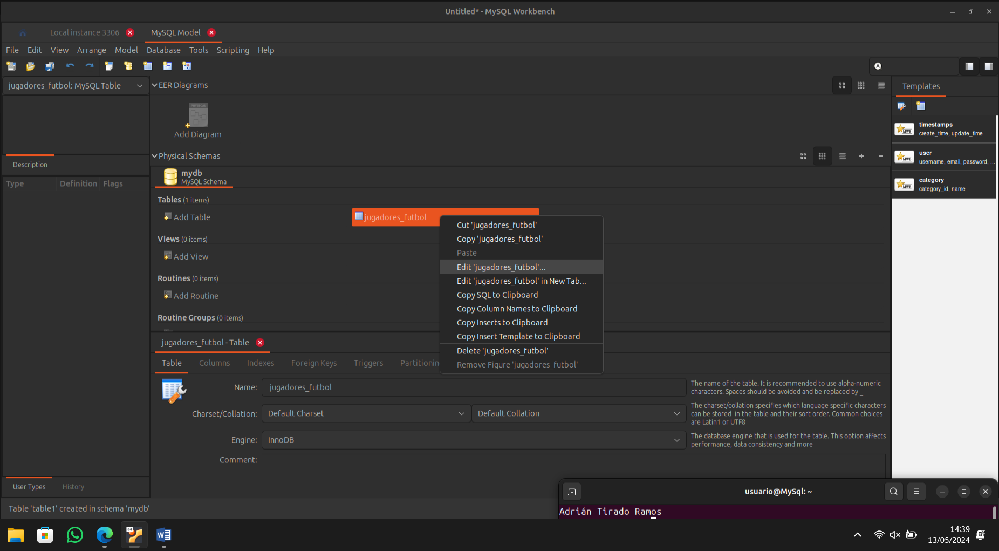 Untitled* - MySQL Workbench
Local instance 3306
MySQL Model
File Edit View Arrange Model Database Tools Scripting Help
jugadores_futbol: MySQL Table
EER Diagrams
Templates
PHYSICAL
Add Diagram
timestamps
create_time, update_time
user
username, email, password, ...
category
category_id, name
Description
Physical Schemas
Type Definition Flags
mydb
MySQL Schema
Tables (1 items)
Add Table
jugadores_futbol
Views (0 items)
Add View
Routines (0 items)
Add Routine
Routine Groups (0 items)
Cut 'jugadores_futbol'
Copy 'jugadores_futbol'
Paste
Edit 'jugadores_futbol'...
Edit 'jugadores_futbol' in New Tab...
Copy SQL to Clipboard
Copy Column Names to Clipboard
Copy Inserts to Clipboard
Copy Insert Template to Clipboard
Delete 'jugadores_futbol'
Remove Figure 'jugadores_futbol'
jugadores_futbol - Table
Table Columns Indexes Foreign Keys Triggers Partitionin
Name: jugadores_futbol
The name of the table. It is recommended to use alpha-numeric
characters. Spaces should be avoided and be replaced by _
Charset/Collation: Default Charset Default Collation
The charset/collation specifies which language specific characters
can be stored in the table and their sort order. Common choices
are Latin1 or UTF8
Engine: InnoDB
The database engine that is used for the table. This option affects
performance, data consistency and more
Comment:
User Types History
Table 'table1' created in schema 'mydb'
usuario@MySql: ~
Adrián Tirado Ramos
14:39
13/05/2024